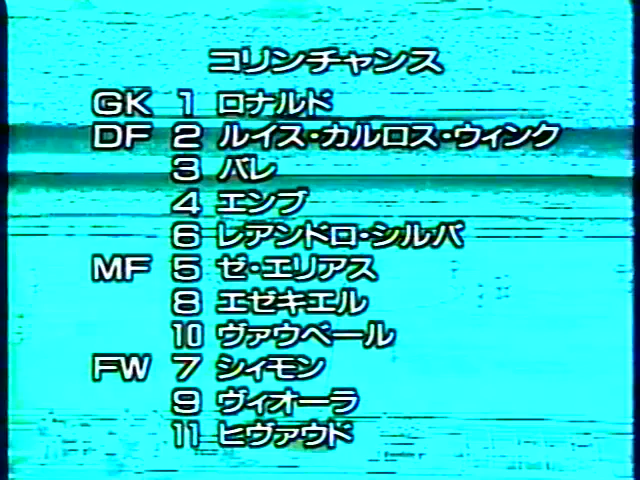 コリンチャンス
GK 1 ロナルド
DF 2 ルイス・カルロス・ウィンク
3 バレ
4 エンブ
6 レアンドロ・シルバ
MF 5 ゼ・エリアス
8 エゼキエル
10 ヴァウベール
FW 7 シィモン
9 ヴィオーラ
11 ヒヴァウド